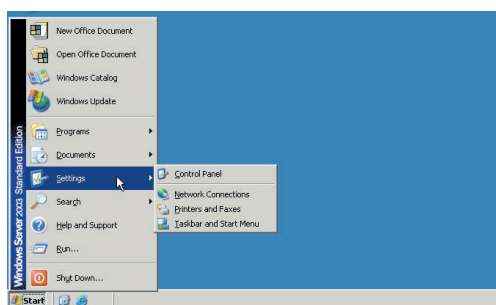 New Office Document
Open Office Document
Windows Catalog
Windows Update
Programs
Documents
Settings
Search
Help and Support
Run...
Shut Down...
Windows Server 2003 Standard Edition
Control Panel
Network Connections
Printers and Faxes
Taskbar and Start Menu
Start